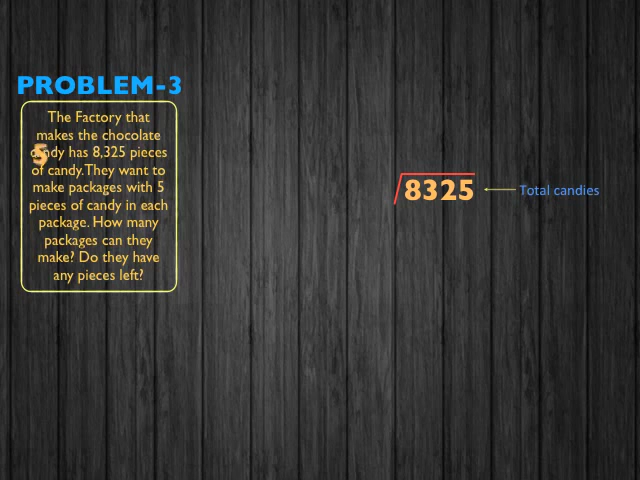 PROBLEM-3
The Factory that
makes the chocolate
candy has 8,325 pieces
of candy.They want to
make packages with 5
pieces of candy in each
package. How many
packages can they
make? Do they have
any pieces left?
5
8325
Total candies